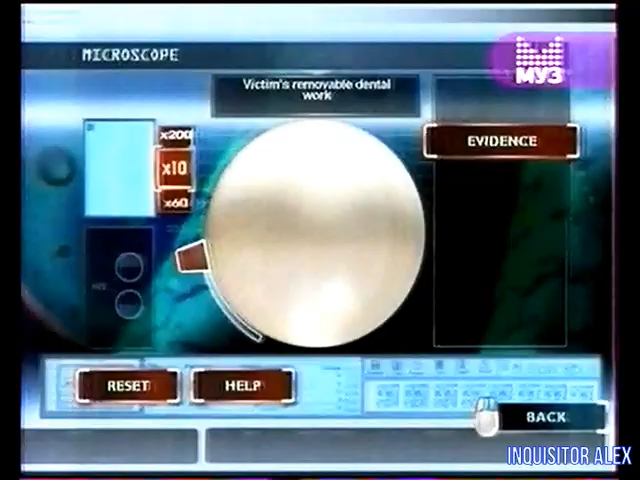 MICROSCOPE
МУЗ
Victim's removable dental
work
x200
x10
x60
EVIDENCE
RESET
HELP
BACK
INQUISITOR ALEX